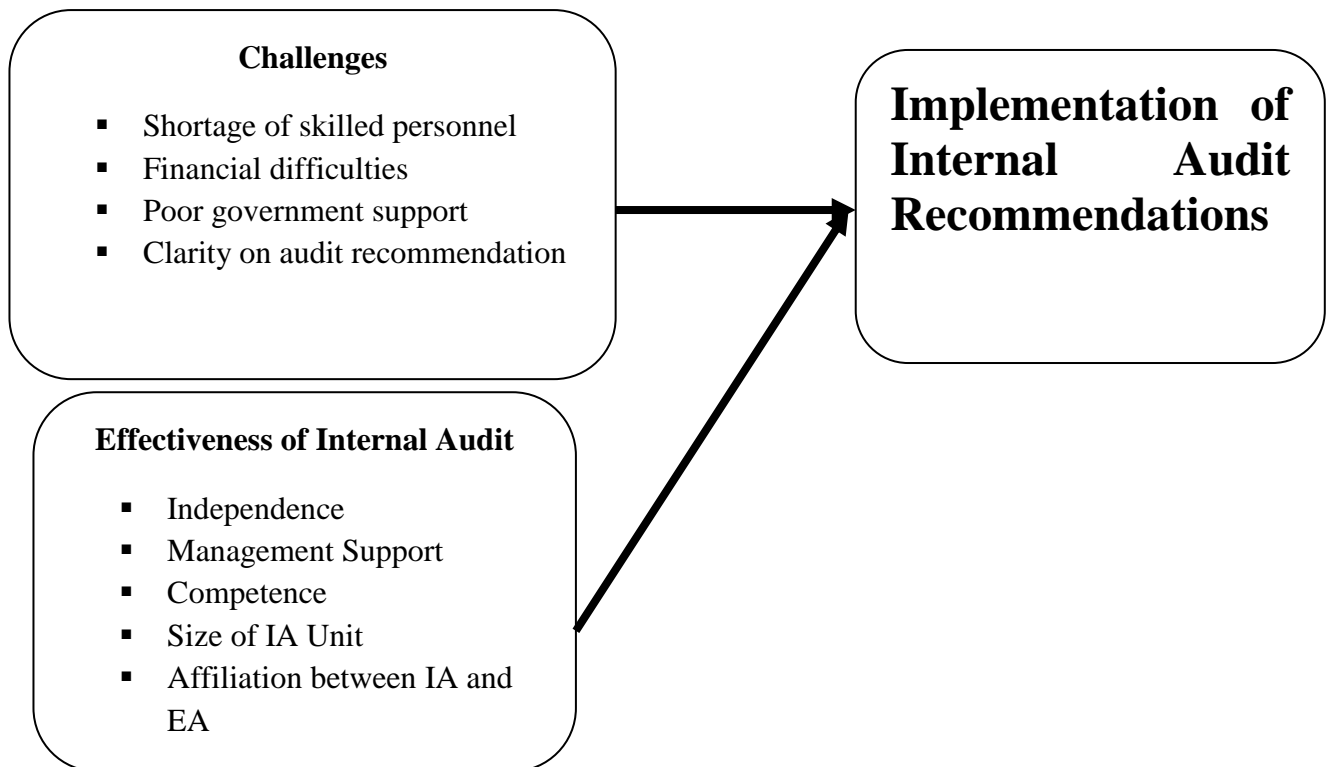 Challenges
▪ Shortage of skilled personnel
▪ Financial difficulties
▪ Poor government support
▪ Clarity on audit recommendation
Implementation of
Internal Audit
Recommendations
Effectiveness of Internal Audit
▪ Independence
▪ Management Support
▪ Competence
▪ Size of IA Unit
▪ Affiliation between IA and
EA